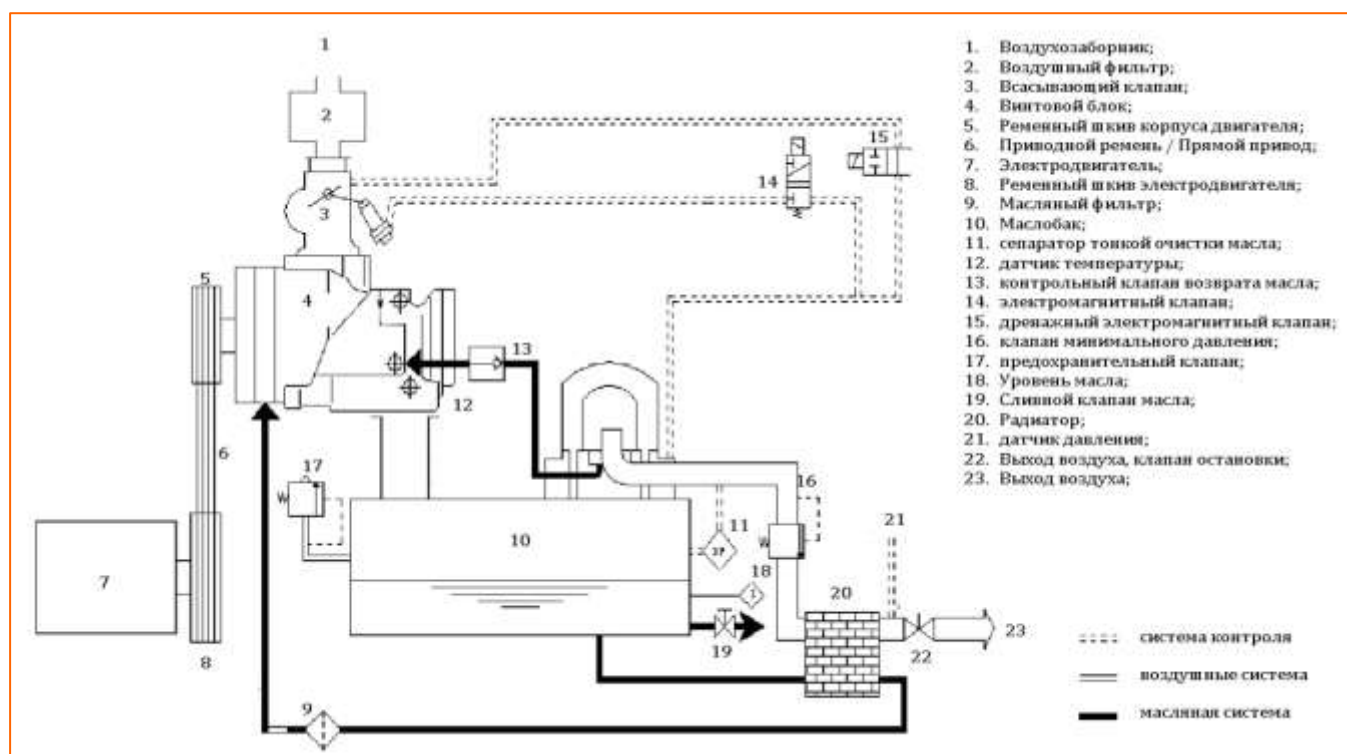 1
2
3
4
5
6
7
8
9
10
11
12
13
14
15
16
17
18
19
20
21
22
23
1. Воздухозаборник;
2. Воздушный фильтр;
3. Всасывающий клапан;
4. Винтовой блок;
5. Ременный шкив корпуса двигателя;
6. Приводной ремень / Прямой привод;
7. Электродвигатель;
8. Ременный шкив электродвигателя;
9. Масляный фильтр;
10. Маслобак;
11. сепаратор тонкой очистки масла;
12. датчик температуры;
13. контрольный клапан возврата масла;
14. электромагнитный клапан;
15. дренажный электромагнитный клапан;
16. клапан минимального давления;
17. предохранительный клапан;
18. Уровень масла;
19. Сливной клапан масла;
20. Радиатор;
21. датчик давления;
22. Выход воздуха, клапан остановки;
23. Выход воздуха;
система контроля
воздушные система
масляная система